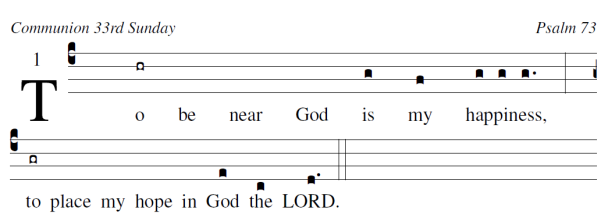 Communion 33rd Sunday Psalm 73
1
To be near God is my happiness,
to place my hope in God the LORD.